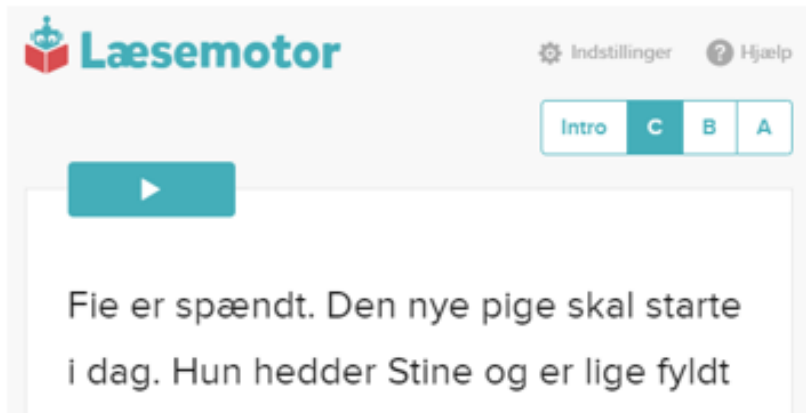 Læsemotor
Indstillinger
Hjælp
Intro C B A
Fie er spændt. Den nye pige skal starte
i dag. Hun hedder Stine og er lige fyldt